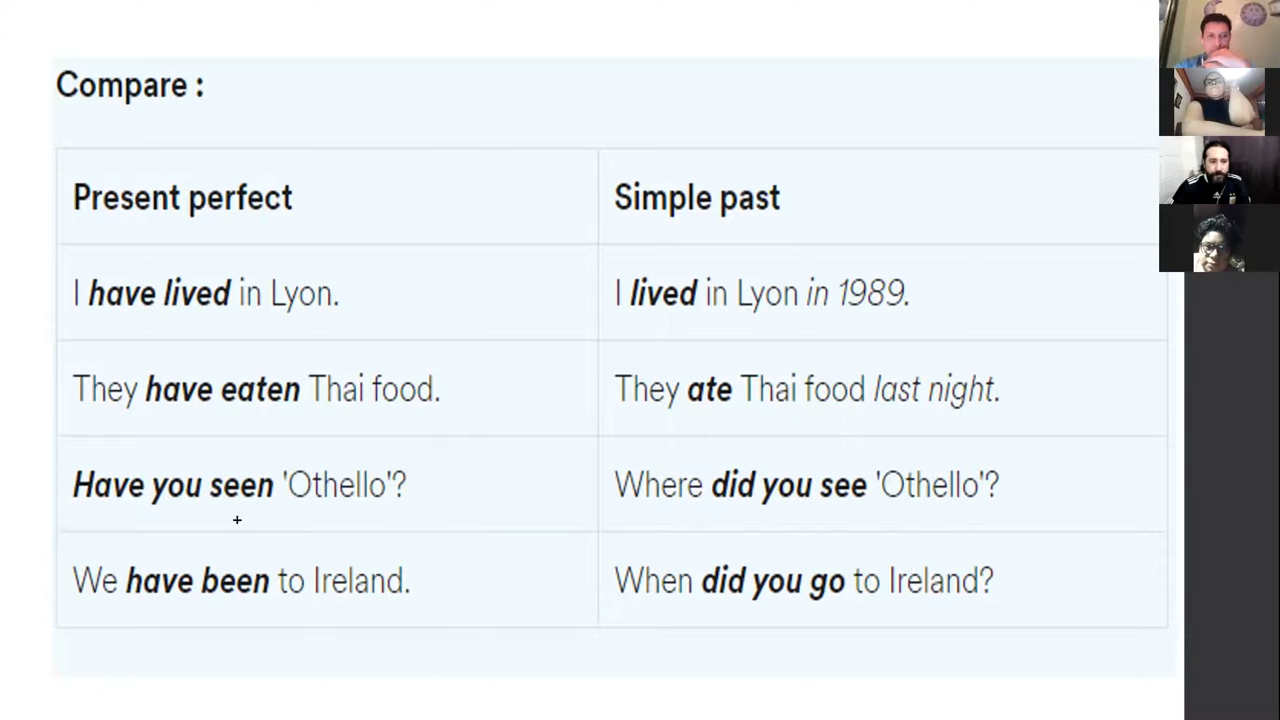 Compare :
Present perfect
Simple past
I have lived in Lyon.
I lived in Lyon in 1989.
They have eaten Thai food.
They ate Thai food last night.
Have you seen 'Othello'?
Where did you see 'Othello'?
We have been to Ireland.
When did you go to Ireland?